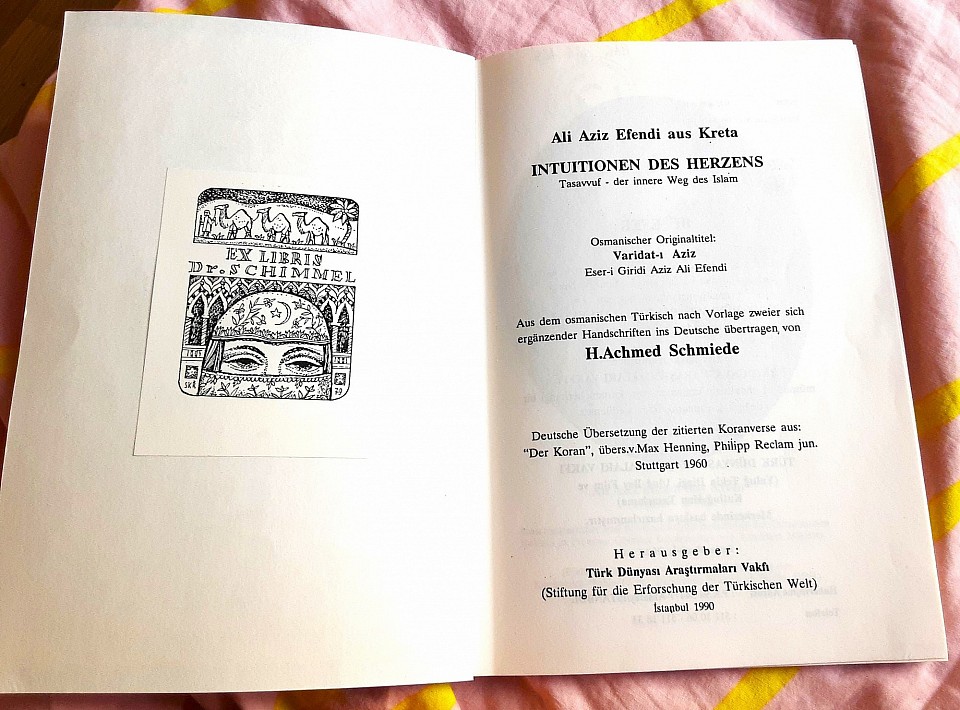 EX LIBRIS
Dr. SCHIMMEL
SKR
79
Ali Aziz Efendi aus Kreta
INTUITIONEN DES HERZENS
Tasavvuf - der innere Weg des Islam
Osmanischer Originaltitel:
Varidat-ı Aziz
Eser-i Giridi Aziz Ali Efendi
Aus dem osmanischen Türkisch nach Vorlage zweier sich
ergänzender Handschriften ins Deutsche übertragen von
H.Achmed Schmiede
Deutsche Übersetzung der zitierten Koranverse aus:
"Der Koran", übers.v.Max Henning, Philipp Reclam jun.
Stuttgart 1960
Herausgeber:
Türk Dünyası Araştırmaları Vakfı
(Stiftung für die Erforschung der Türkischen Welt)
İstanbul 1990